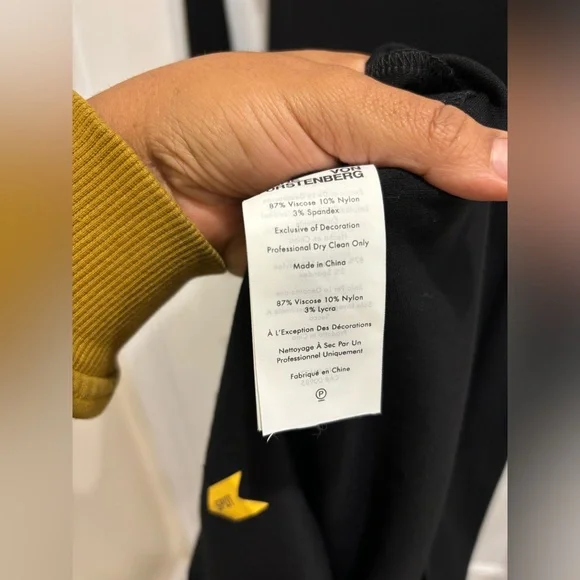 VON
87% Viscose 10% Nylon
3% Spandex
Exclusive of Decoration
Professional Dry Clean Only
Made in China
87% Viscose 10% Nylon
3% Lycra
À L'Exception Des Décorations
Nettoyage À Sec Par Un
Professionnel Uniquement
Fabriqué en Chine
P